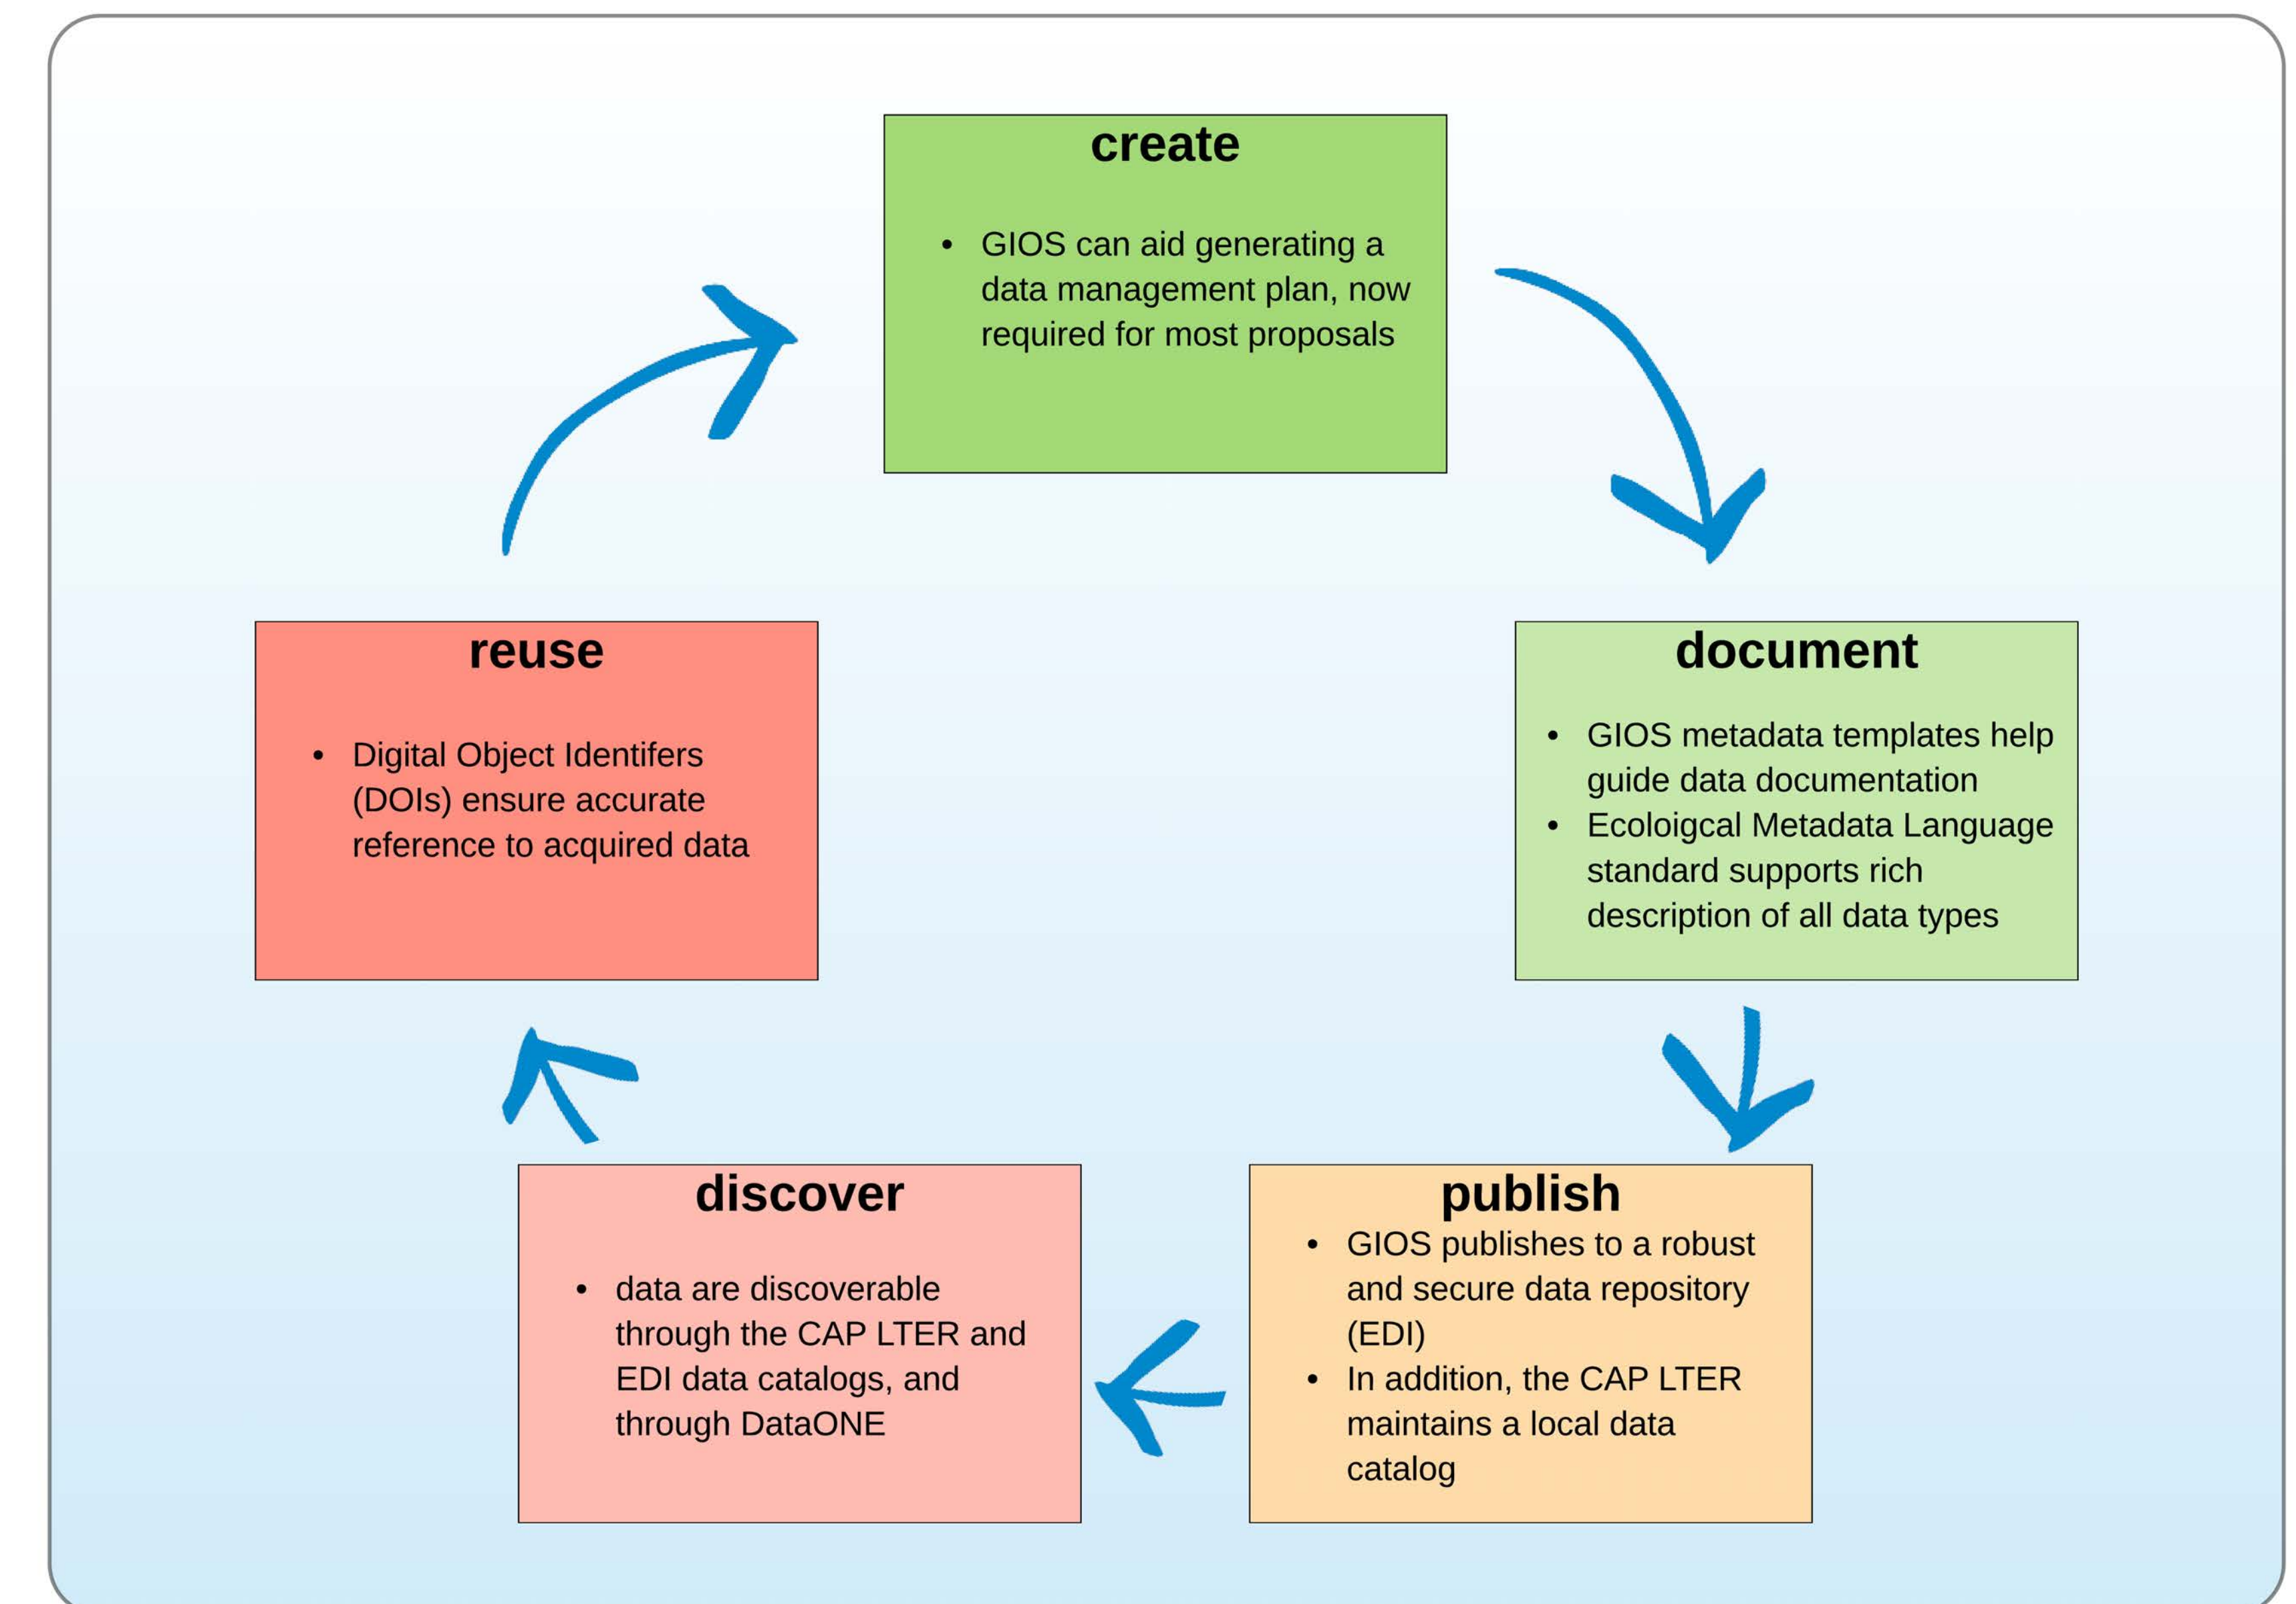 create
• GIOS can aid generating a
data management plan, now
required for most proposals
document
• GIOS metadata templates help
guide data documentation
• Ecoloigcal Metadata Language
standard supports rich
description of all data types
publish
• GIOS publishes to a robust
and secure data repository
(EDI)
• In addition, the CAP LTER
maintains a local data
catalog
discover
• data are discoverable
through the CAP LTER and
EDI data catalogs, and
through DataONE
reuse
• Digital Object Identifers
(DOIs) ensure accurate
reference to acquired data